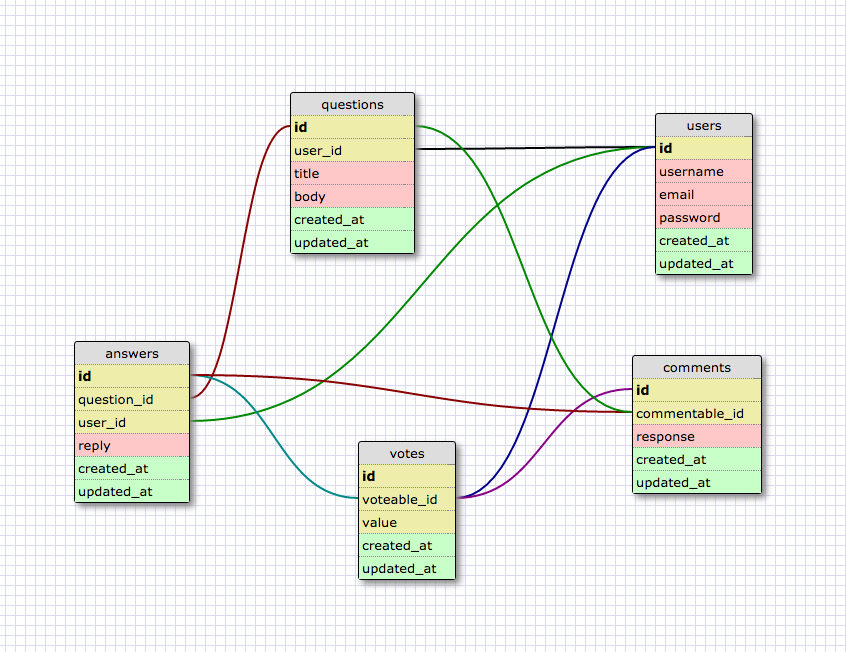 questions
id
user_id
title
body
created_at
updated_at
users
id
username
email
password
created_at
updated_at
answers
id
question_id
user_id
reply
created_at
updated_at
comments
id
commentable_id
response
created_at
updated_at
votes
id
voteable_id
value
created_at
updated_at